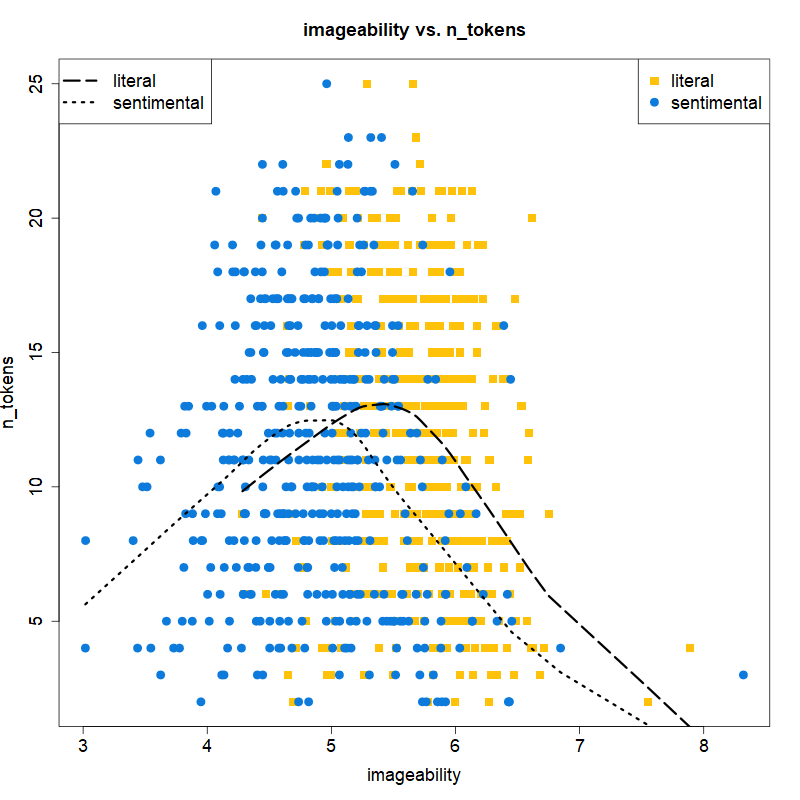 imageability vs. n_tokens
literal
sentimental
literal
sentimental
n_tokens
25
20
15
10
5
3 4 5 6 7 8
imageability